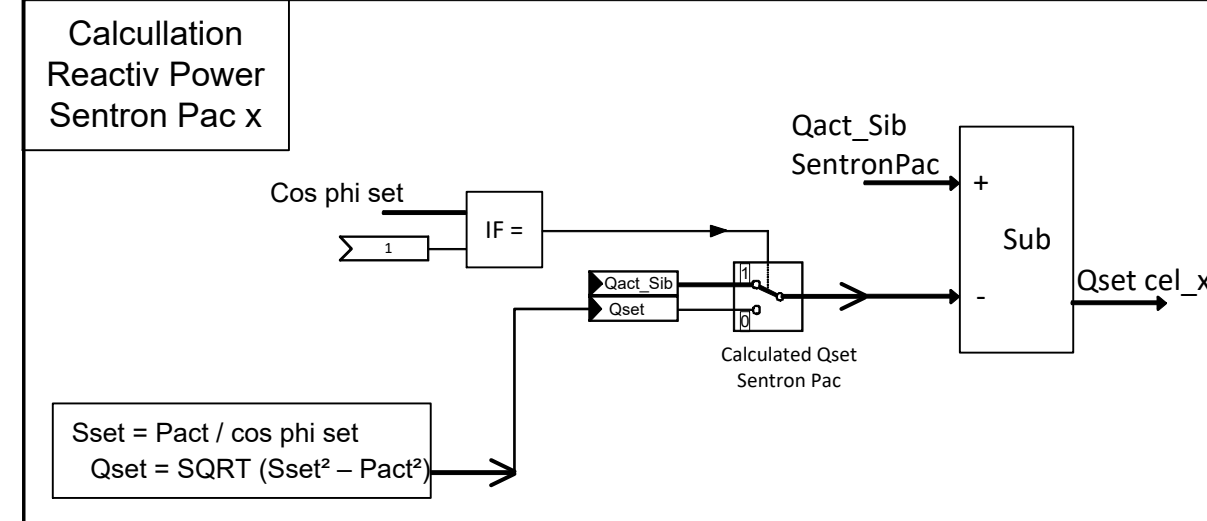 Calcullation
Reactiv Power
Sentron Pac x
Qact_Sib
SentronPac
+
Cos phi set
IF =
1
Sub
Qact_Sib
1
Qset cel_x
Qset
0
-
Calculated Qset
Sentron Pac
Sset = Pact / cos phi set
Qset = SQRT (Sset² – Pact²)